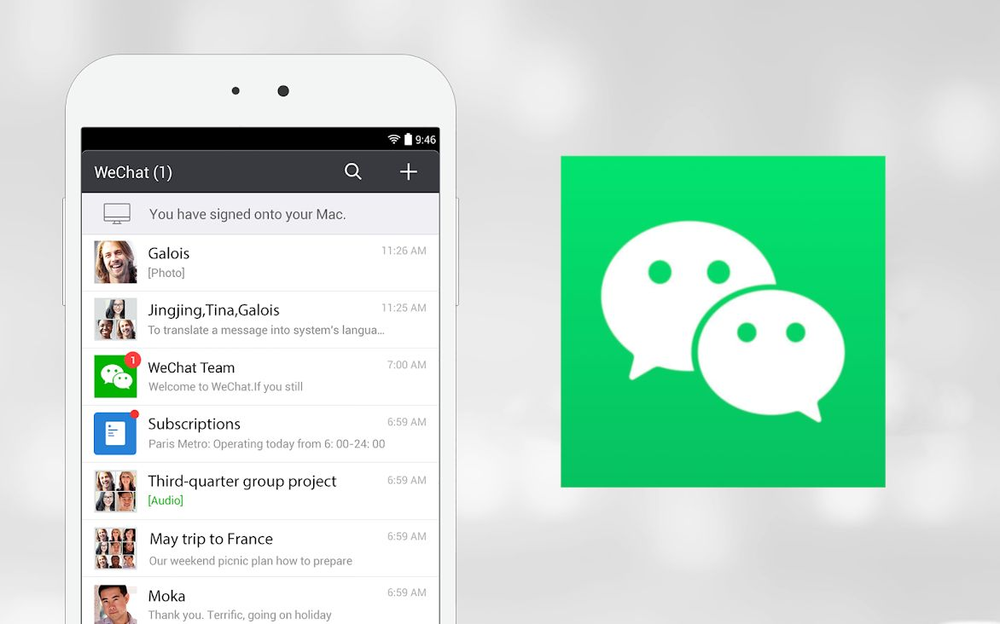 9:46
WeChat (1)
You have signed onto your Mac.
Galois
11:26 AM
[Photo]
Jingjing,Tina,Galois
11:25 AM
To translate a message into system's langua...
1
WeChat Team
7:00 AM
Welcome to WeChat.If you still
Subscriptions
6:59 AM
Paris Metro: Operating today from 6: 00-24: 00
Third-quarter group project
6:59 AM
[Audio]
May trip to France
6:59 AM
Our weekend picnic plan how to prepare
Moka
6:59 AM
Thank you. Terrific, going on holiday